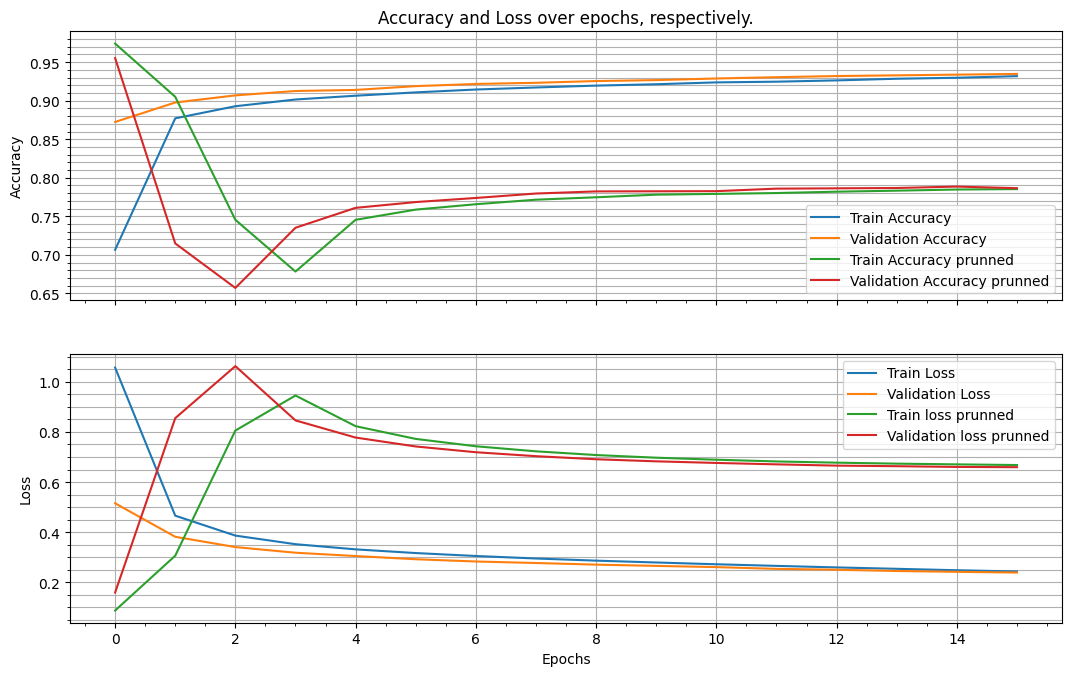 Accuracy and Loss over epochs, respectively.
0.95
0.90
0.85
0.80
0.75
0.70
0.65
Accuracy
Train Accuracy
Validation Accuracy
Train Accuracy prunned
Validation Accuracy prunned
1.0
0.8
0.6
0.4
0.2
Loss
Train Loss
Validation Loss
Train loss prunned
Validation loss prunned
0 2 4 6 8 10 12 14
Epochs